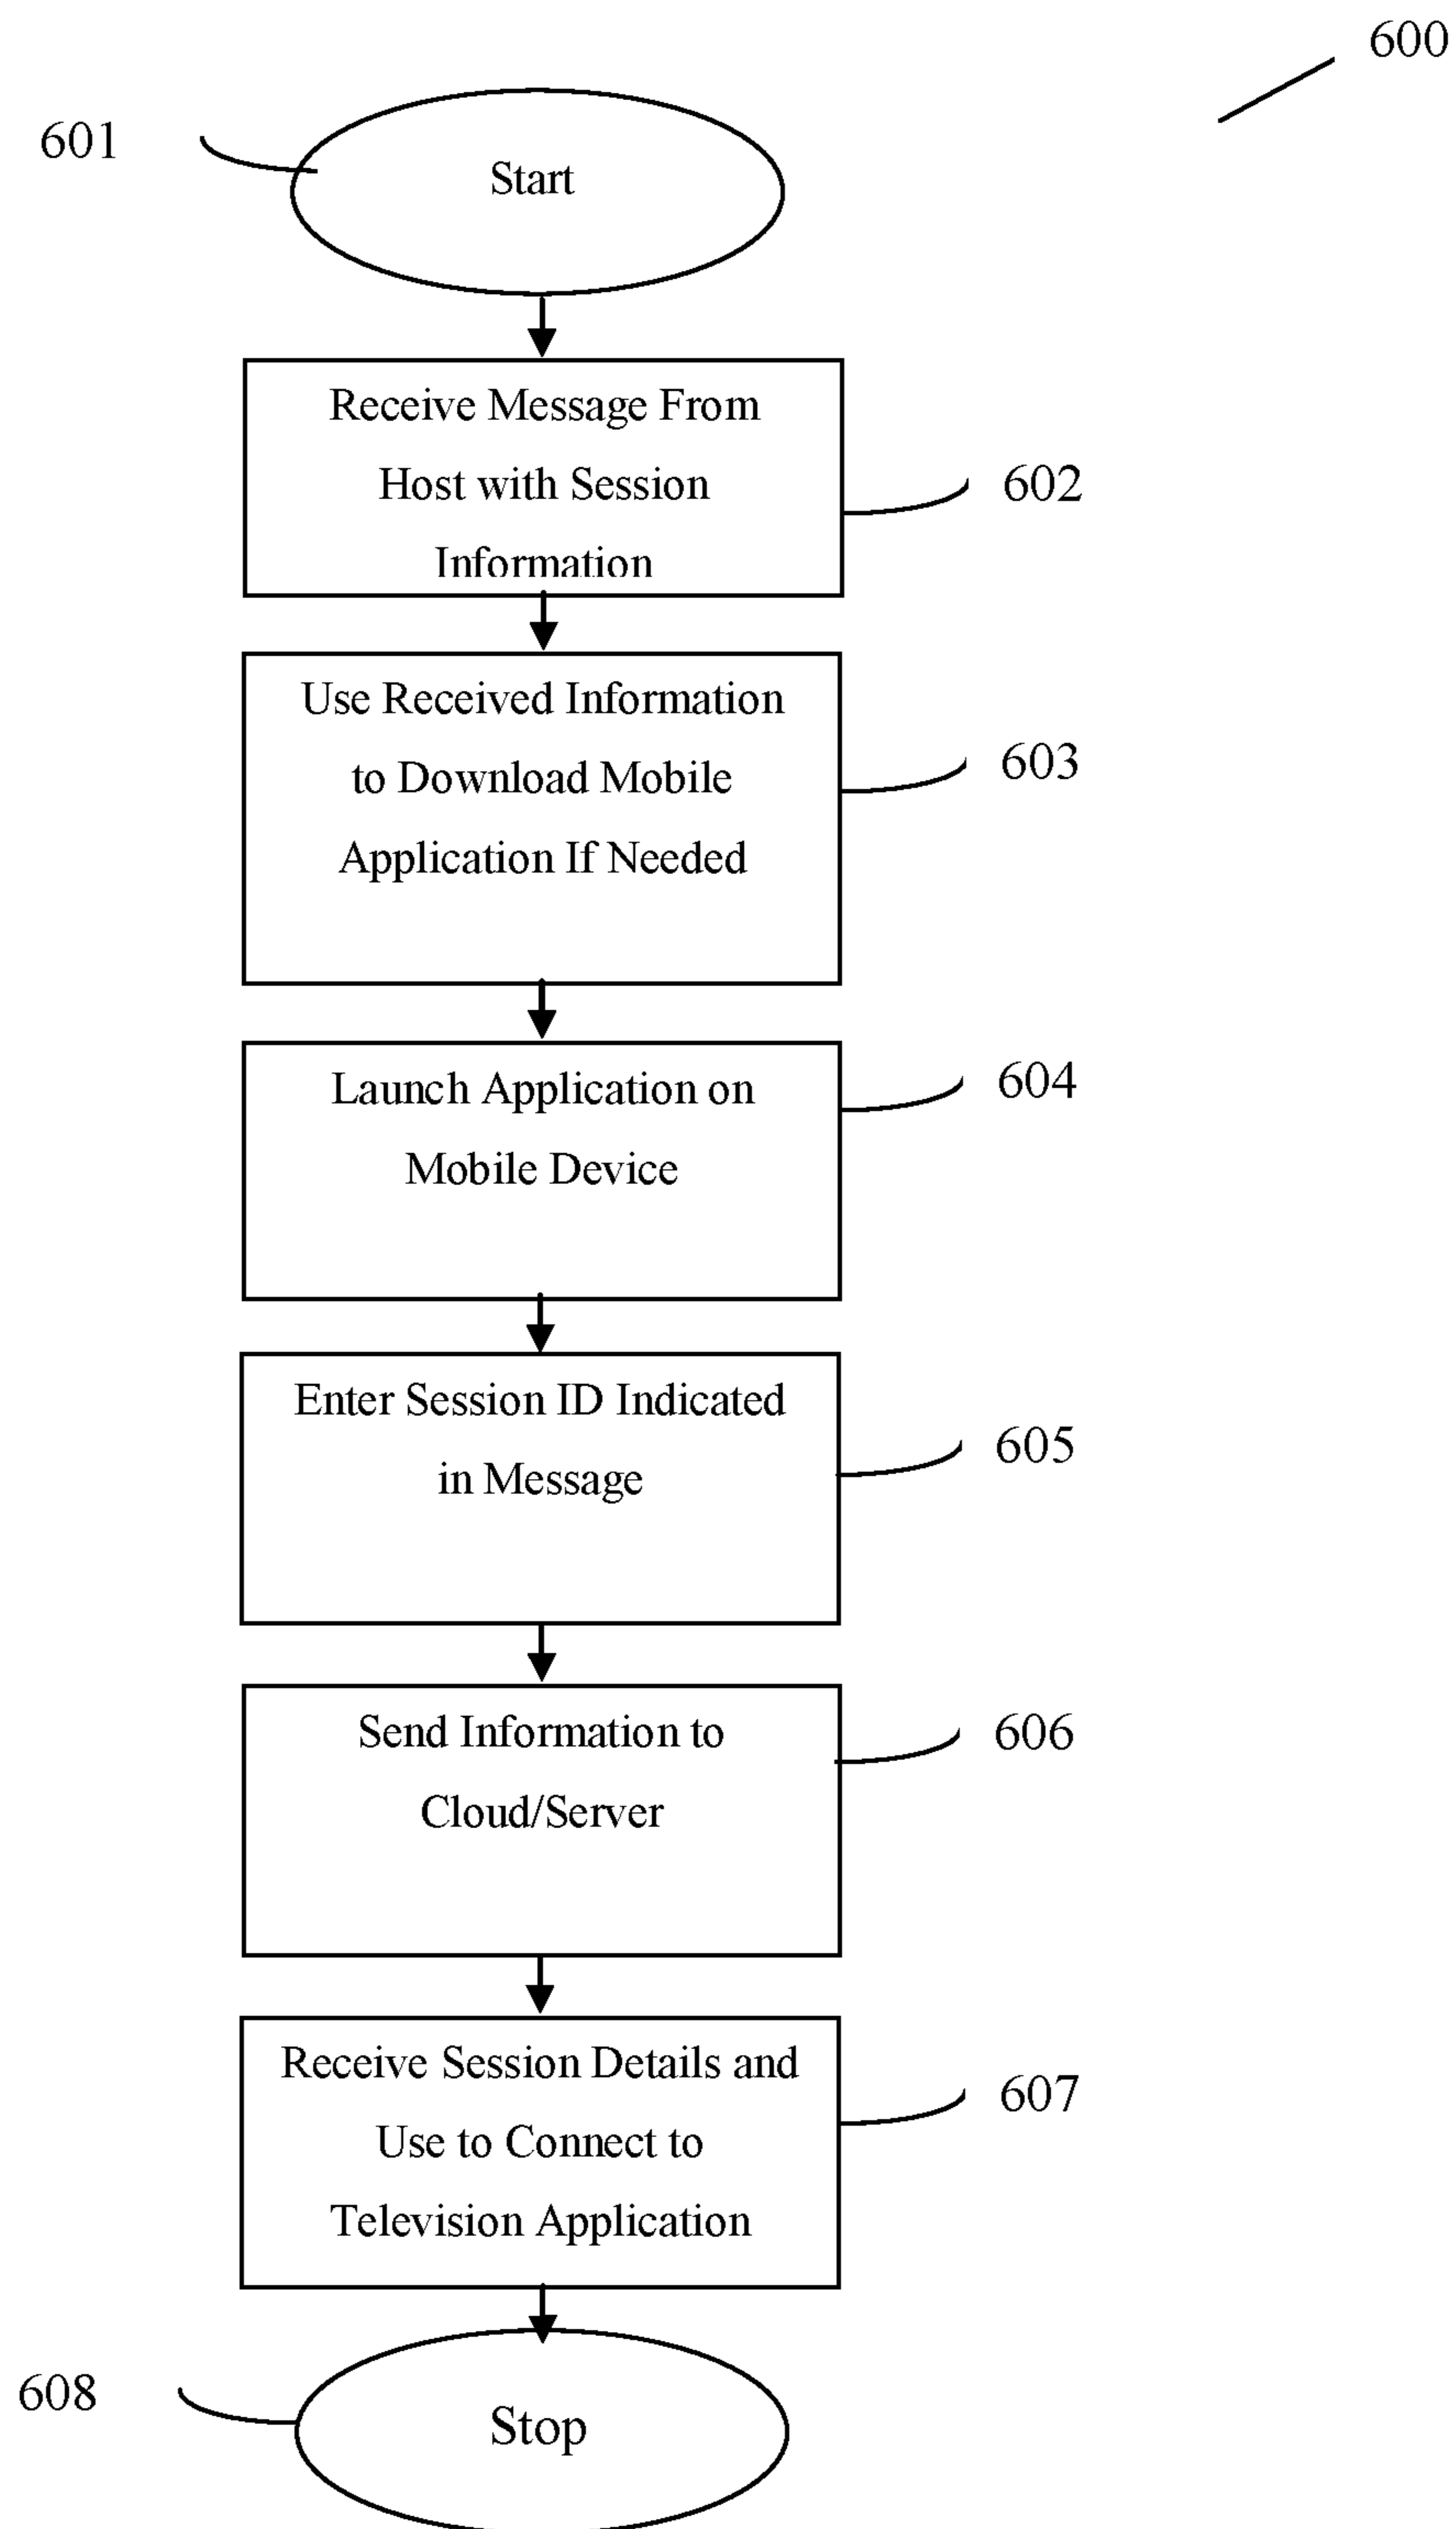 600
601
Start
Receive Message From
Host with Session
Information
602
Use Received Information
to Download Mobile
Application If Needed
603
Launch Application on
Mobile Device
604
Enter Session ID Indicated
in Message
605
Send Information to
Cloud/Server
606
Receive Session Details and
Use to Connect to
Television Application
607
608
Stop